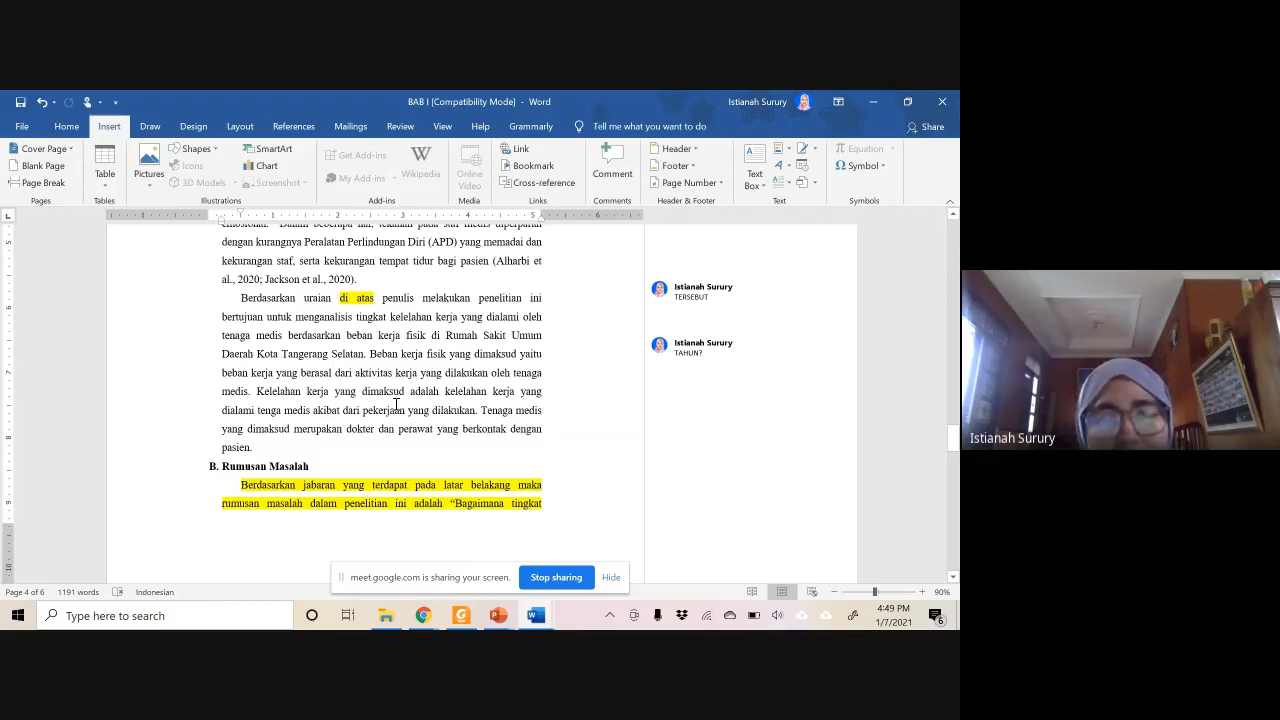 BAB I [Compatibility Mode] - Word
Istianah Surury
File Home Insert Draw Design Layout References Mailings Review View Help Grammarly Tell me what you want to do Share
Cover Page
Blank Page
Page Break
Pages
Table
Tables
Pictures
Shapes
Icons
3D Models
SmartArt
Chart
Screenshot
Illustrations
Get Add-ins
My Add-ins
Wikipedia
Add-ins
Online
Video
Media
Link
Bookmark
Cross-reference
Links
Comment
Comments
Header
Footer
Page Number
Header & Footer
Text
Box
Text
Equation
Symbol
Symbols
1 1 2 3 4 5 6
dengan kurangnya Peralatan Perlindungan Diri (APD) yang memadai dan
kekurangan staf, serta kekurangan tempat tidur bagi pasien (Alharbi et
al., 2020; Jackson et al., 2020).
Berdasarkan uraian di atas penulis melakukan penelitian ini
bertujuan untuk menganalisis tingkat kelelahan kerja yang dialami oleh
tenaga medis berdasarkan beban kerja fisik di Rumah Sakit Umum
Daerah Kota Tangerang Selatan. Beban kerja fisik yang dimaksud yaitu
beban kerja yang berasal dari aktivitas kerja yang dilakukan oleh tenaga
medis. Kelelahan kerja yang dimaksud adalah kelelahan kerja yang
dialami tenga medis akibat dari pekerjaan yang dilakukan. Tenaga medis
yang dimaksud merupakan dokter dan perawat yang berkontak dengan
pasien.
B. Rumusan Masalah
Berdasarkan jabaran yang terdapat pada latar belakang maka
rumusan masalah dalam penelitian ini adalah “Bagaimana tingkat
Istianah Surury
TERSEBUT
Istianah Surury
TAHUN?
meet.google.com is sharing your screen. Stop sharing Hide
Page 4 of 6 1191 words Indonesian 90%
Type here to search
4:49 PM
1/7/2021
6
Istianah Surury